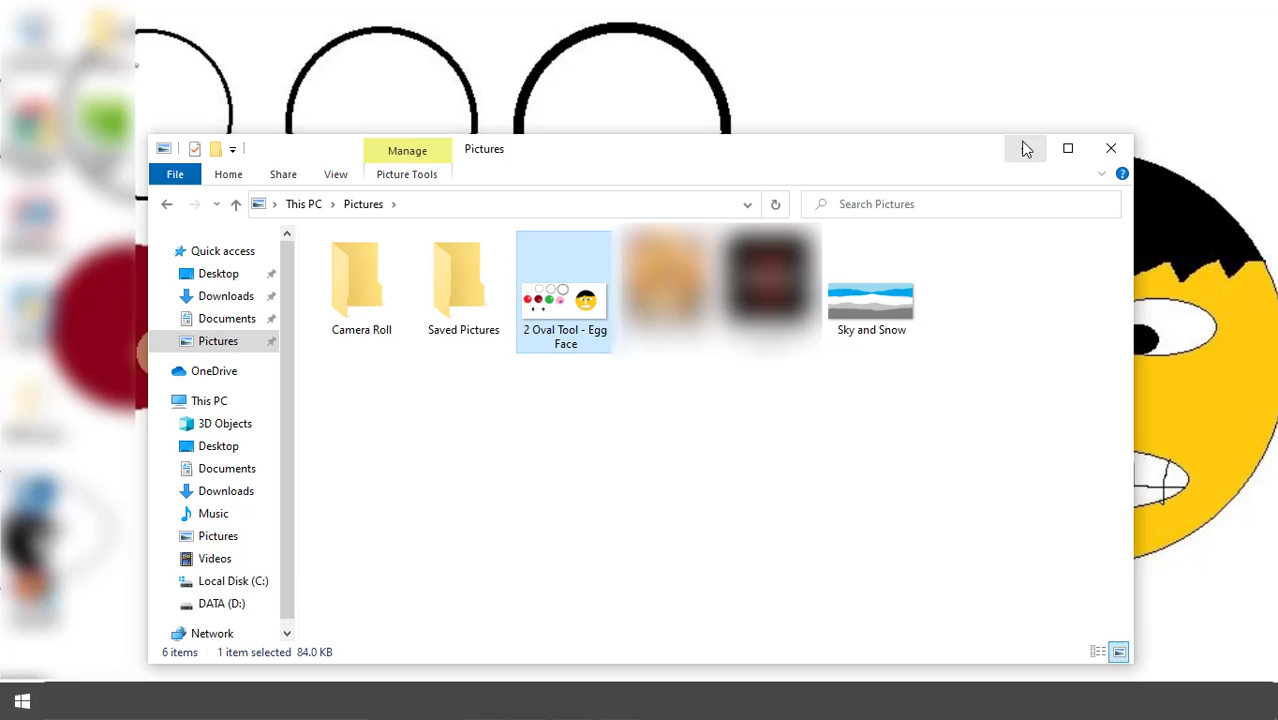 Manage
Pictures
File
Home
Share
View
Picture Tools
This PC
Pictures
Search Pictures
Quick access
Desktop
Downloads
Documents
Pictures
OneDrive
This PC
3D Objects
Desktop
Documents
Downloads
Music
Pictures
Videos
Local Disk (C:)
DATA (D:)
Network
Camera Roll
Saved Pictures
2 Oval Tool - Egg
Face
Sky and Snow
6 items 1 item selected 84.0 KB